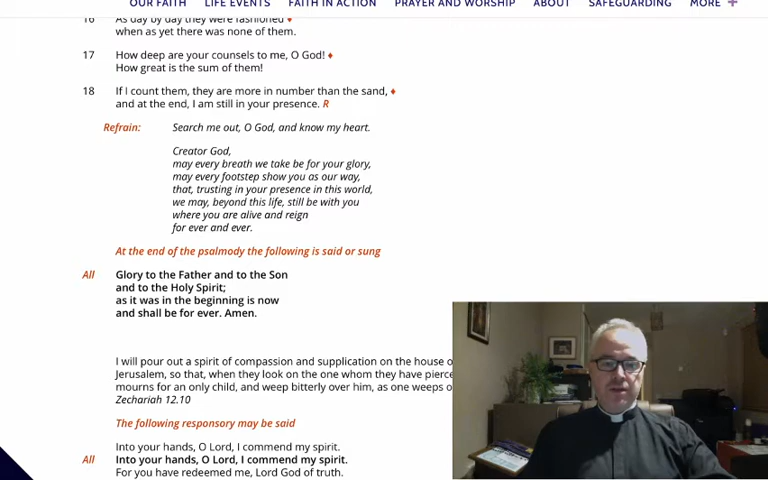 OUR FAITH LIFE EVENTS FAITH IN ACTION PRAYER AND WORSHIP ABOUT SAFEGUARDING MORE +
16 As day by day they were fashioned ♦
when as yet there was none of them.
17 How deep are your counsels to me, O God! ♦
How great is the sum of them!
18 If I count them, they are more in number than the sand, ♦
and at the end, I am still in your presence. R
Refrain: Search me out, O God, and know my heart.
Creator God,
may every breath we take be for your glory,
may every footstep show you as our way,
that, trusting in your presence in this world,
we may, beyond this life, still be with you
where you are alive and reign
for ever and ever.
At the end of the psalmody the following is said or sung
All Glory to the Father and to the Son
and to the Holy Spirit;
as it was in the beginning is now
and shall be for ever. Amen.
I will pour out a spirit of compassion and supplication on the house o
Jerusalem, so that, when they look on the one whom they have pierce
mourns for an only child, and weep bitterly over him, as one weeps o
Zechariah 12.10
The following responsory may be said
Into your hands, O Lord, I commend my spirit.
All Into your hands, O Lord, I commend my spirit.
For you have redeemed me, Lord God of truth.